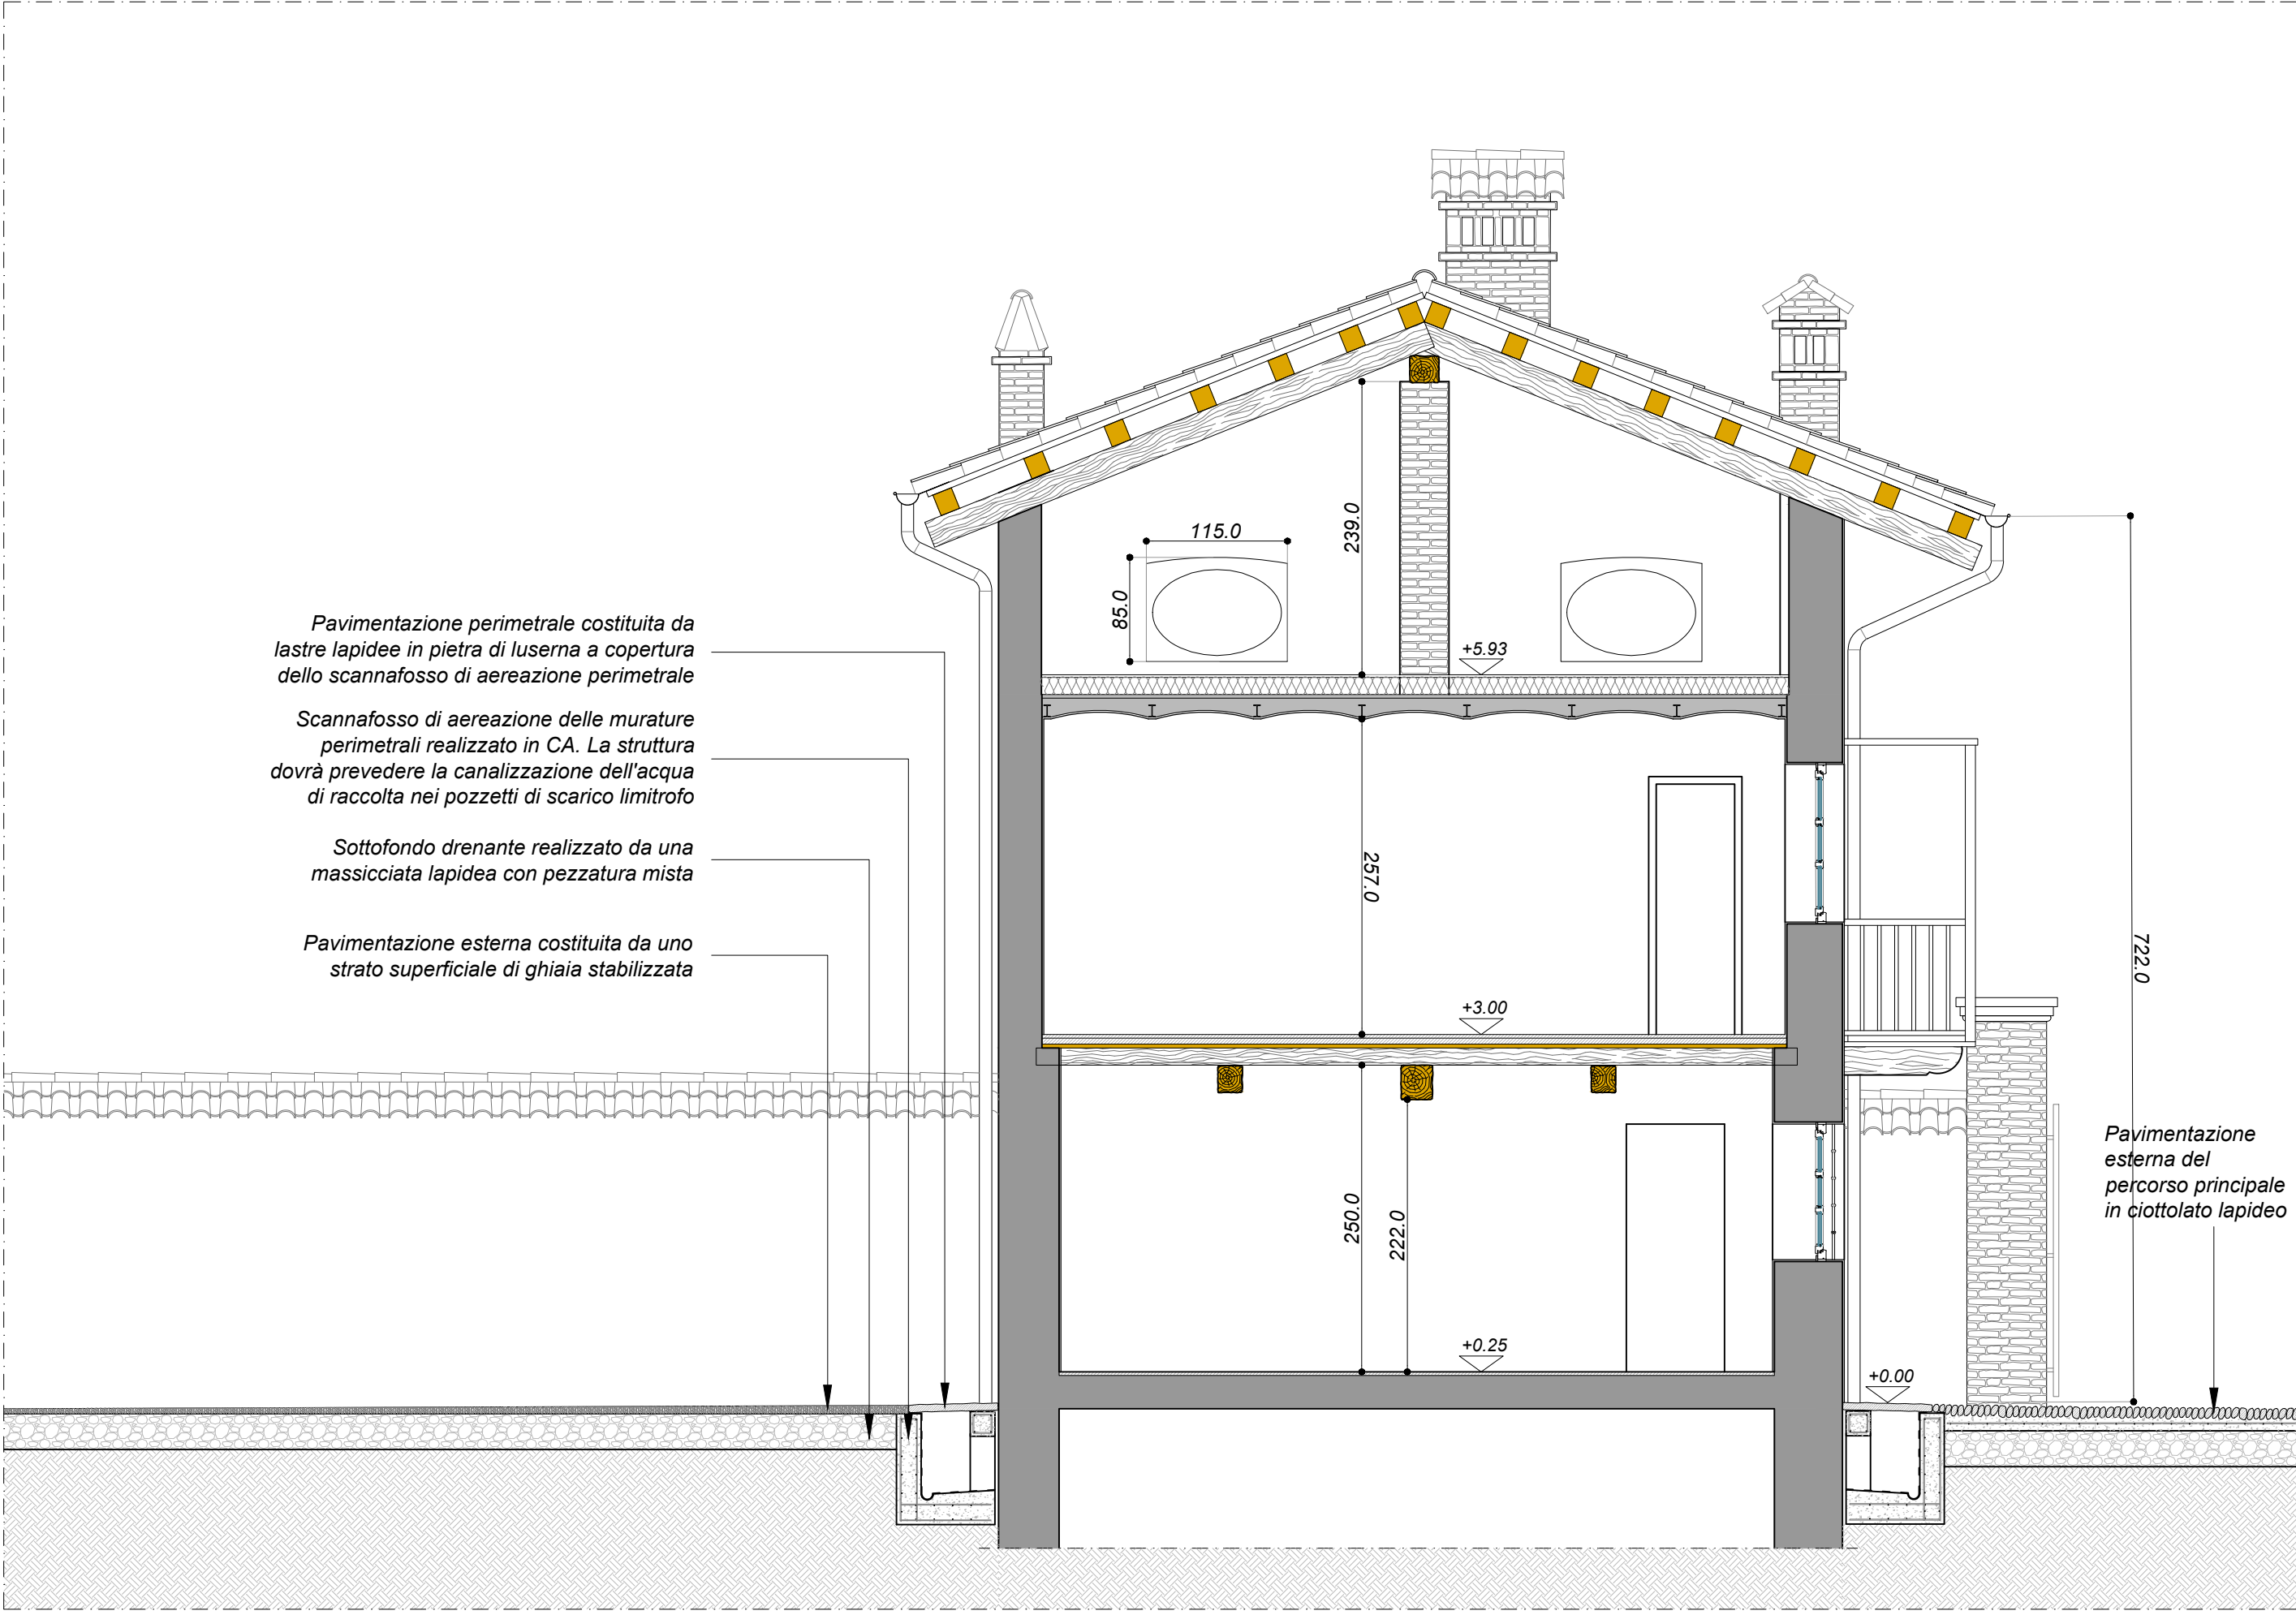 115.0
239.0
85.0
+5.93
Pavimentazione perimetrale costituita da
lastre lapidee in pietra di luserna a copertura
dello scannafosso di aereazione perimetrale
Scannafosso di aereazione delle murature
perimetrali realizzato in CA. La struttura
dovrà prevedere la canalizzazione dell'acqua
di raccolta nei pozzetti di scarico limitrofo
Sottofondo drenante realizzato da una
massicciata lapidea con pezzatura mista
Pavimentazione esterna costituita da uno
strato superficiale di ghiaia stabilizzata
257.0
722.0
+3.00
Pavimentazione
esterna del
percorso principale
in ciottolato lapideo
250.0
222.0
+0.25
+0.00